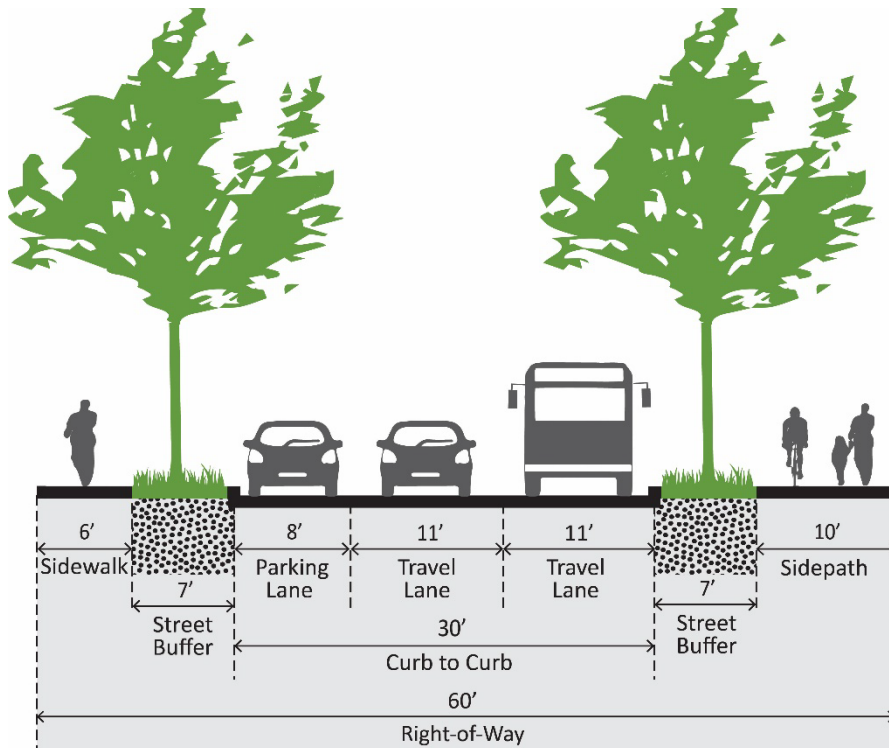 6’
8’
11’
11’
10’
Sidewalk
Parking
Lane
Travel
Lane
Travel
Lane
Sidepath
7’
Street
Buffer
7’
Street
Buffer
30’
Curb to Curb
60’
Right-of-Way